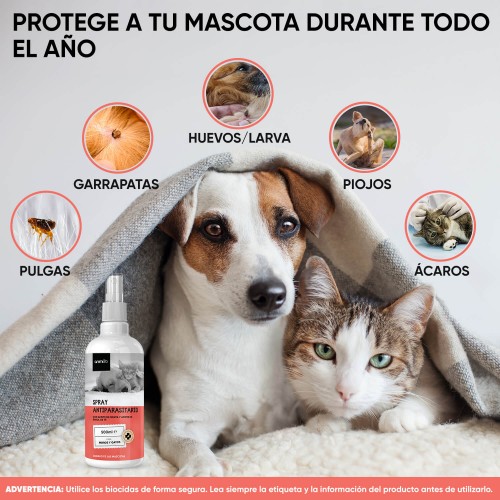 PROTEGE A TU MASCOTA DURANTE TODO
EL AÑO
HUEVOS/LARVA
GARRAPATAS
PIOJOS
PULGAS
ÁCAROS
SPRAY
ANTIPARASITARIO
500ml
PERROS Y GATOS
ADVERTENCIA: Utilice los biocidas de forma segura. Lea siempre la etiqueta y la información del producto antes de utilizarlo.